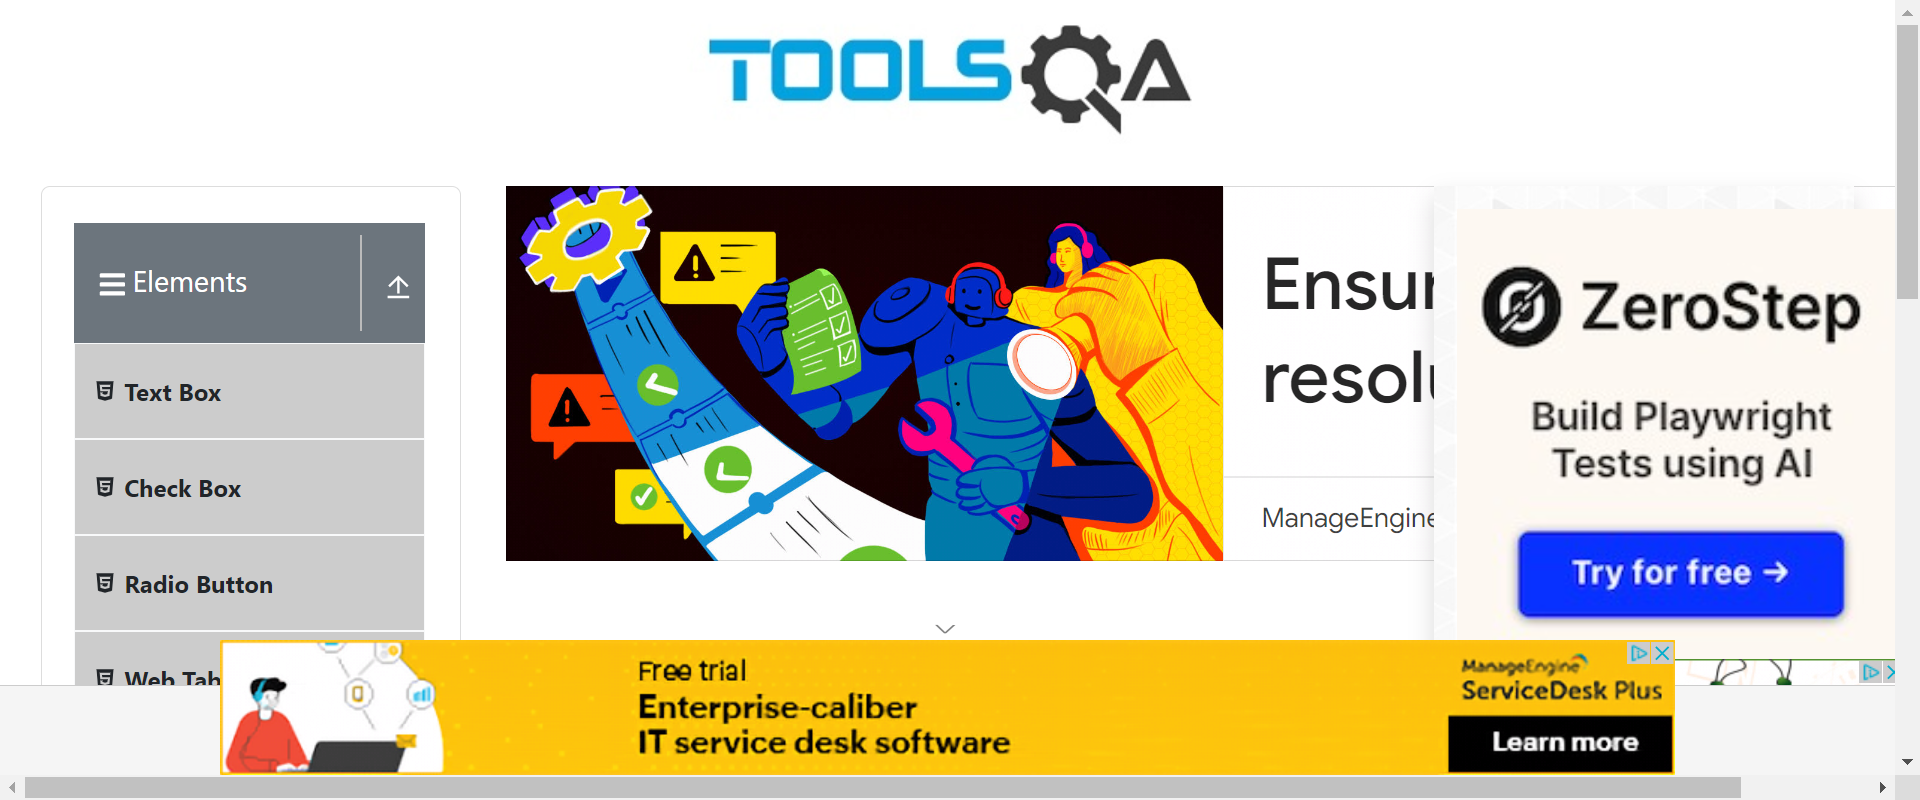 TOOLSQA
Elements
Text Box
Check Box
Radio Button
Web Tab
Ensur
resolu
ManageEngine
ZeroStep
Build Playwright
Tests using AI
Try for free →
Free trial
Enterprise-caliber
IT service desk software
ManageEngine
ServiceDesk Plus
Learn more